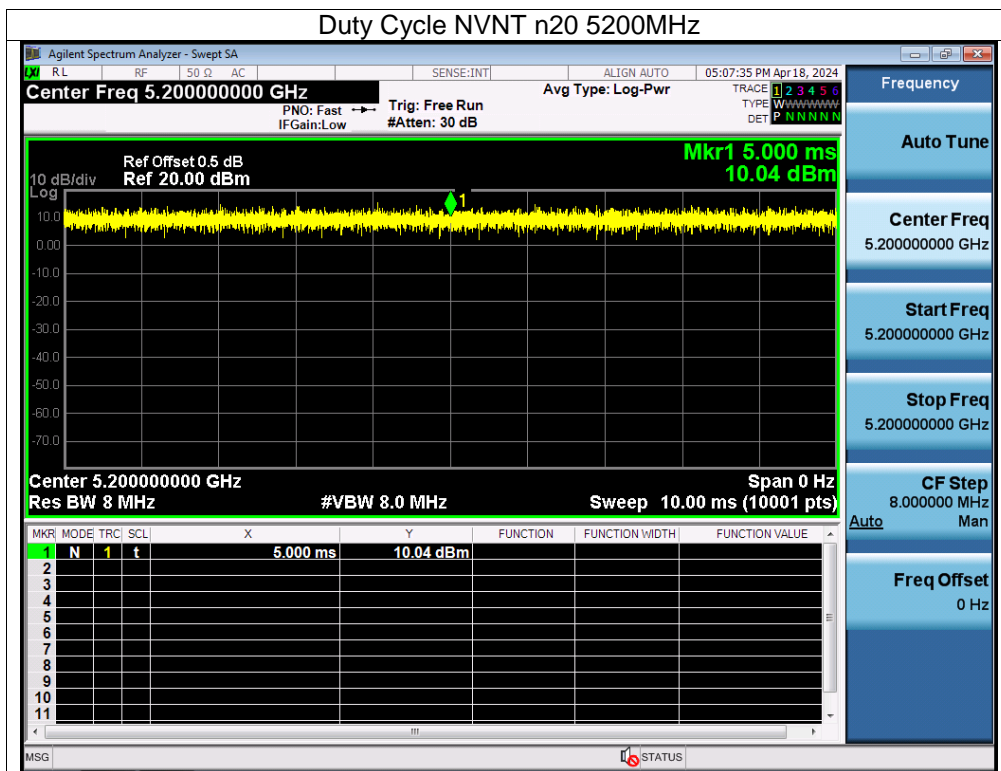 Duty Cycle NVNT n20 5200MHz
Agilent Spectrum Analyzer - Swept SA
LXI RL RF 50 Ω AC SENSE:INT ALIGN AUTO 05:07:35 PM Apr 18, 2024
Center Freq 5.200000000 GHz
PNO: Fast
IFGain:Low
Trig: Free Run
#Atten: 30 dB
Avg Type: Log-Pwr
TRACE 1 2 3 4 5 6
TYPE WWWWWW
DET P N N N N N
Frequency
Auto Tune
Center Freq
5.200000000 GHz
Start Freq
5.200000000 GHz
Stop Freq
5.200000000 GHz
CF Step
8.000000 MHz
Auto Man
Freq Offset
0 Hz
Mkr1 5.000 ms
10.04 dBm
Ref Offset 0.5 dB
10 dB/div Ref 20.00 dBm
Log
1
10.0
0.00
-10.0
-20.0
-30.0
-40.0
-50.0
-60.0
-70.0
Center 5.200000000 GHz Span 0 Hz
Res BW 8 MHz #VBW 8.0 MHz Sweep 10.00 ms (10001 pts)
MKR MODE TRC SCL X Y FUNCTION FUNCTION WIDTH FUNCTION VALUE
1 N 1 t 5.000 ms 10.04 dBm
2
3
4
5
6
7
8
9
10
11
MSG STATUS